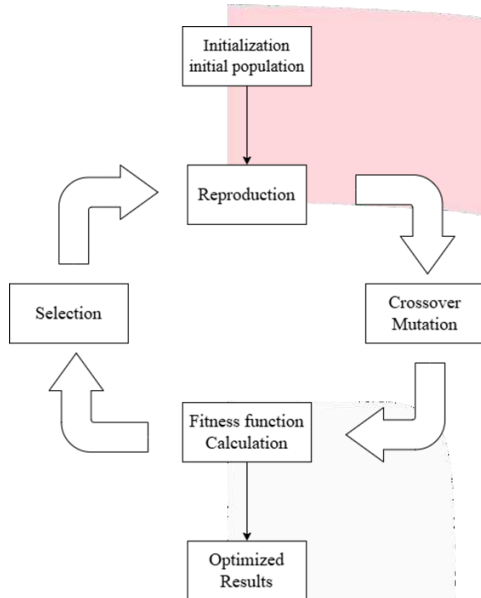 Initialization
initial population
Reproduction
Selection
Crossover
Mutation
Fitness function
Calculation
Optimized
Results